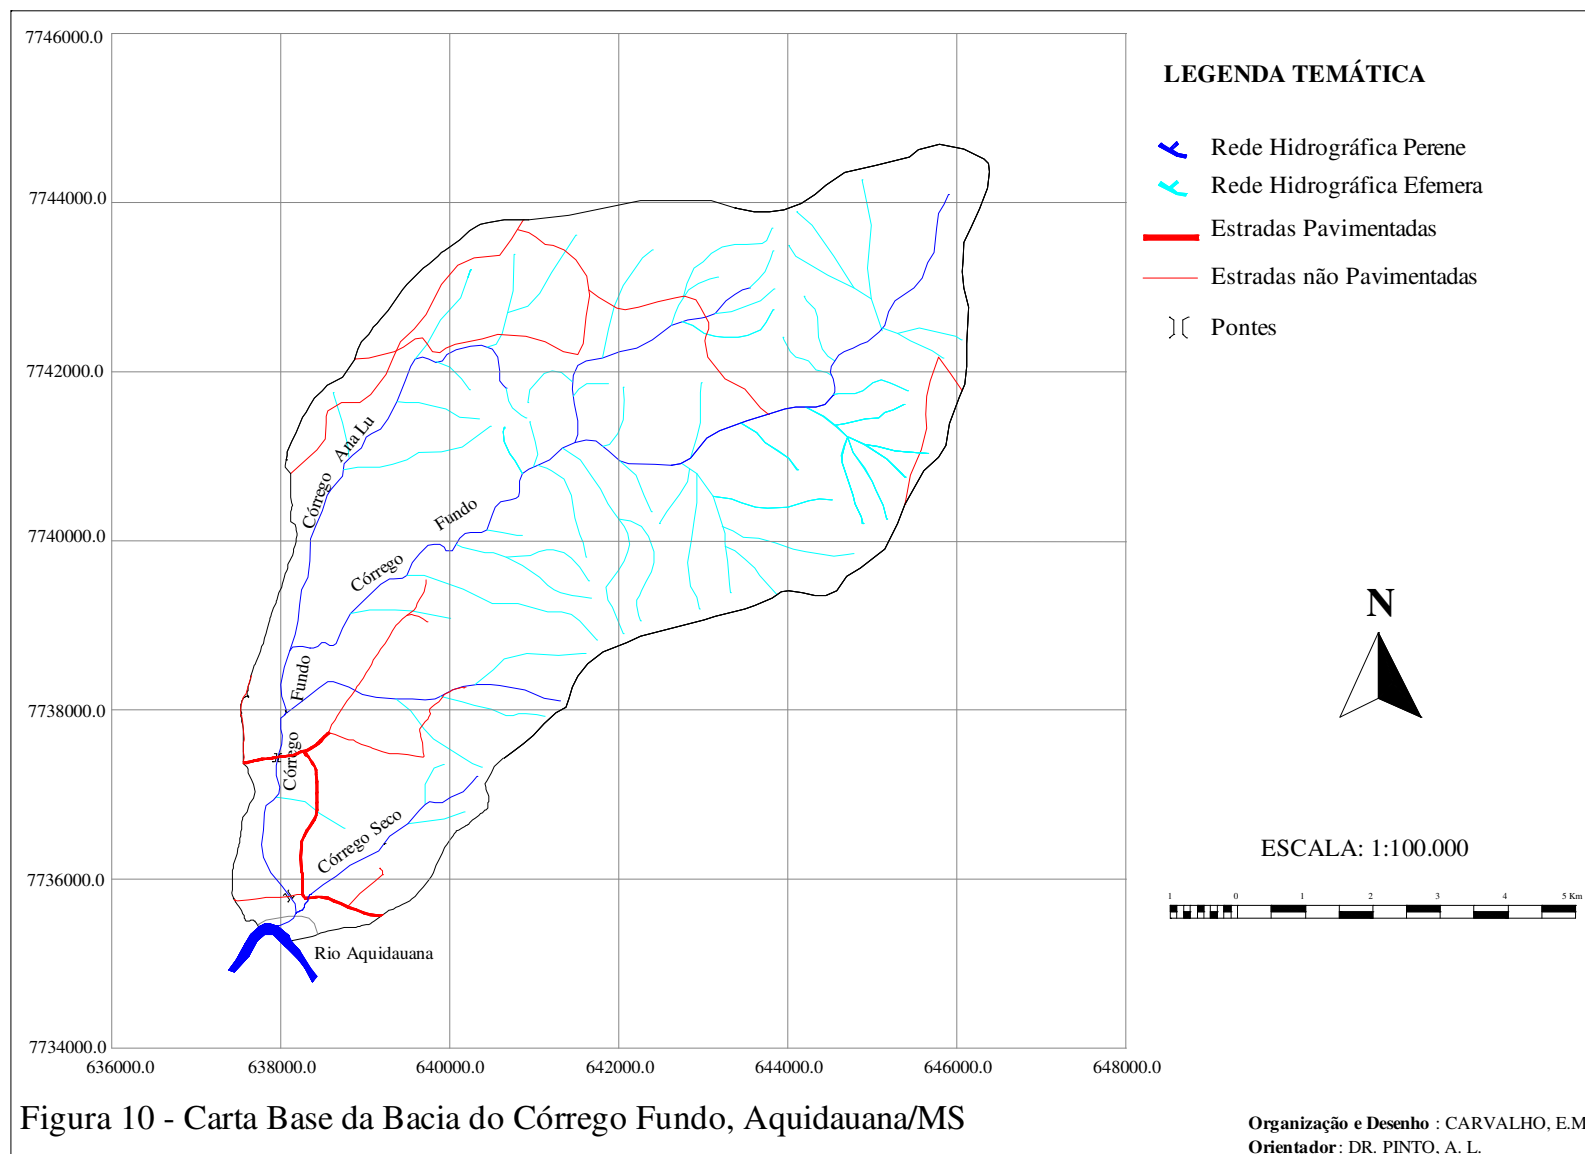 7746000.0
7744000.0
7742000.0
7740000.0
7738000.0
7736000.0
7734000.0
636000.0 638000.0 640000.0 642000.0 644000.0 646000.0 648000.0
Córrego Ana Lu
Córrego Fundo
Córrego Fundo
Córrego Seco
Rio Aquidauana
LEGENDA TEMÁTICA
Rede Hidrográfica Perene
Rede Hidrográfica Efemera
Estradas Pavimentadas
Estradas não Pavimentadas
Pontes
N
ESCALA: 1:100.000
1 0 1 2 3 4 5 Km
Figura 10 - Carta Base da Bacia do Córrego Fundo, Aquidauana/MS
Organização e Desenho : CARVALHO, E.M
Orientador : DR. PINTO, A. L.